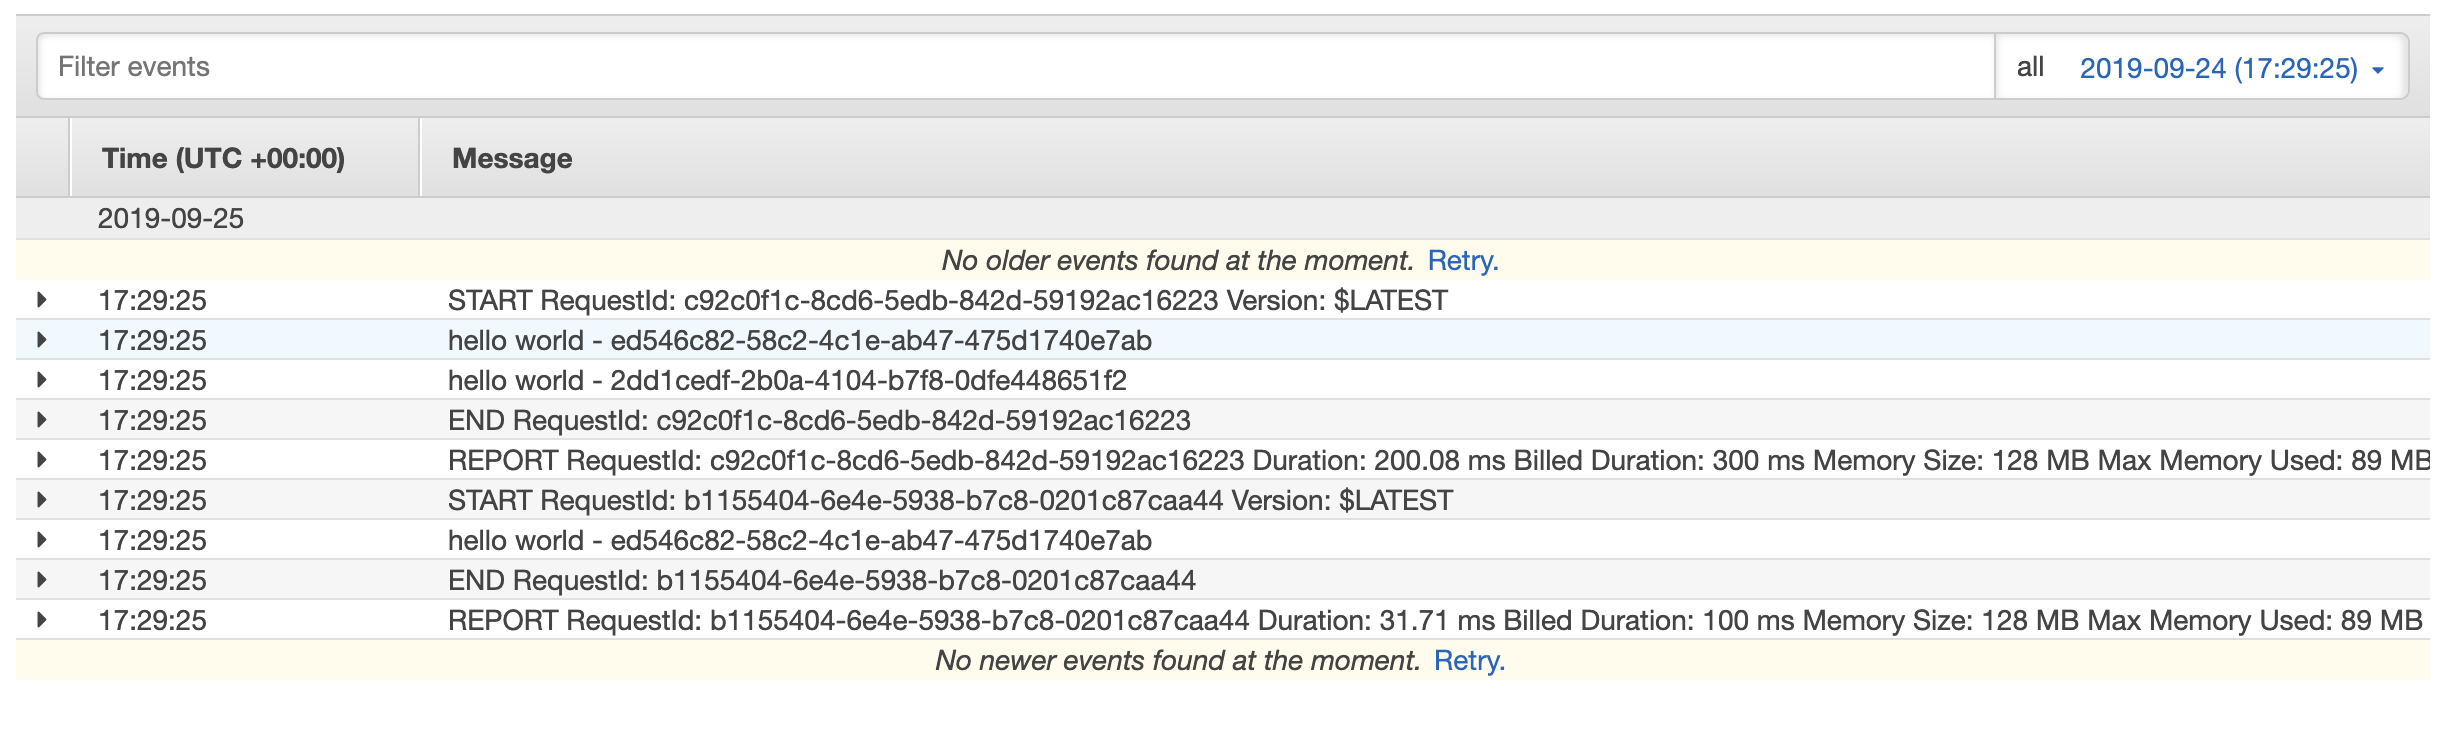 Filter events all 2019-09-24 (17:29:25)
Time (UTC +00:00) Message
2019-09-25
No older events found at the moment. Retry.
17:29:25 START RequestId: c92c0f1c-8cd6-5edb-842d-59192ac16223 Version: $LATEST
17:29:25 hello world - ed546c82-58c2-4c1e-ab47-475d1740e7ab
17:29:25 hello world - 2dd1cedf-2b0a-4104-b7f8-0dfe448651f2
17:29:25 END RequestId: c92c0f1c-8cd6-5edb-842d-59192ac16223
17:29:25 REPORT RequestId: c92c0f1c-8cd6-5edb-842d-59192ac16223 Duration: 200.08 ms Billed Duration: 300 ms Memory Size: 128 MB Max Memory Used: 89 MB
17:29:25 START RequestId: b1155404-6e4e-5938-b7c8-0201c87caa44 Version: $LATEST
17:29:25 hello world - ed546c82-58c2-4c1e-ab47-475d1740e7ab
17:29:25 END RequestId: b1155404-6e4e-5938-b7c8-0201c87caa44
17:29:25 REPORT RequestId: b1155404-6e4e-5938-b7c8-0201c87caa44 Duration: 31.71 ms Billed Duration: 100 ms Memory Size: 128 MB Max Memory Used: 89 MB
No newer events found at the moment. Retry.